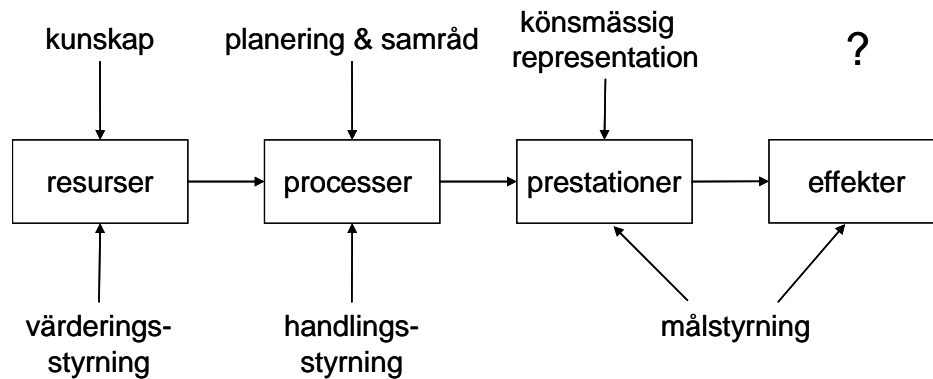 kunskap
planering & samråd
könsmässig
representation
?
resurser
processer
prestationer
effekter
värderings-
styrning
handlings-
styrning
målstyrning